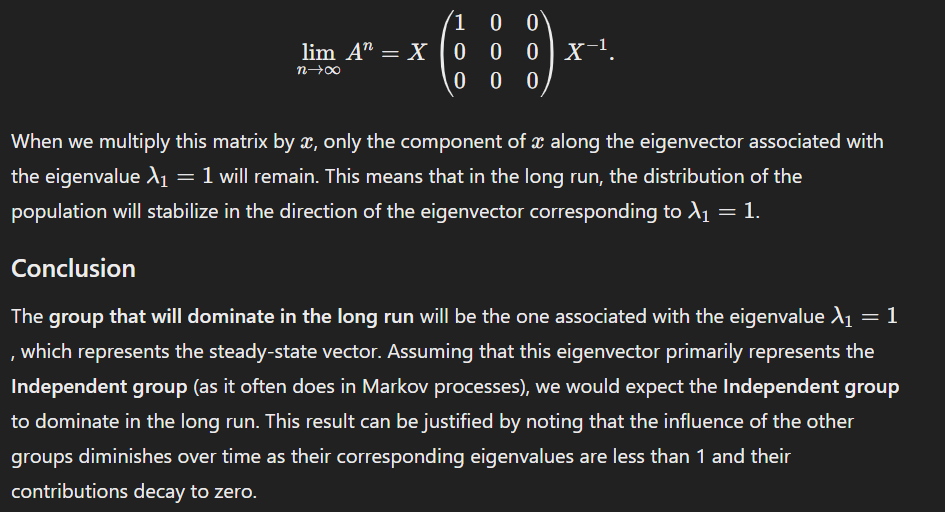 lim A^n = X (1 0 0
0 0 0
0 0 0) X^{-1}.
n→∞
When we multiply this matrix by x, only the component of x along the eigenvector associated with
the eigenvalue λ₁ = 1 will remain. This means that in the long run, the distribution of the
population will stabilize in the direction of the eigenvector corresponding to λ₁ = 1.
Conclusion
The group that will dominate in the long run will be the one associated with the eigenvalue λ₁ = 1
, which represents the steady-state vector. Assuming that this eigenvector primarily represents the
Independent group (as it often does in Markov processes), we would expect the Independent group
to dominate in the long run. This result can be justified by noting that the influence of the other
groups diminishes over time as their corresponding eigenvalues are less than 1 and their
contributions decay to zero.